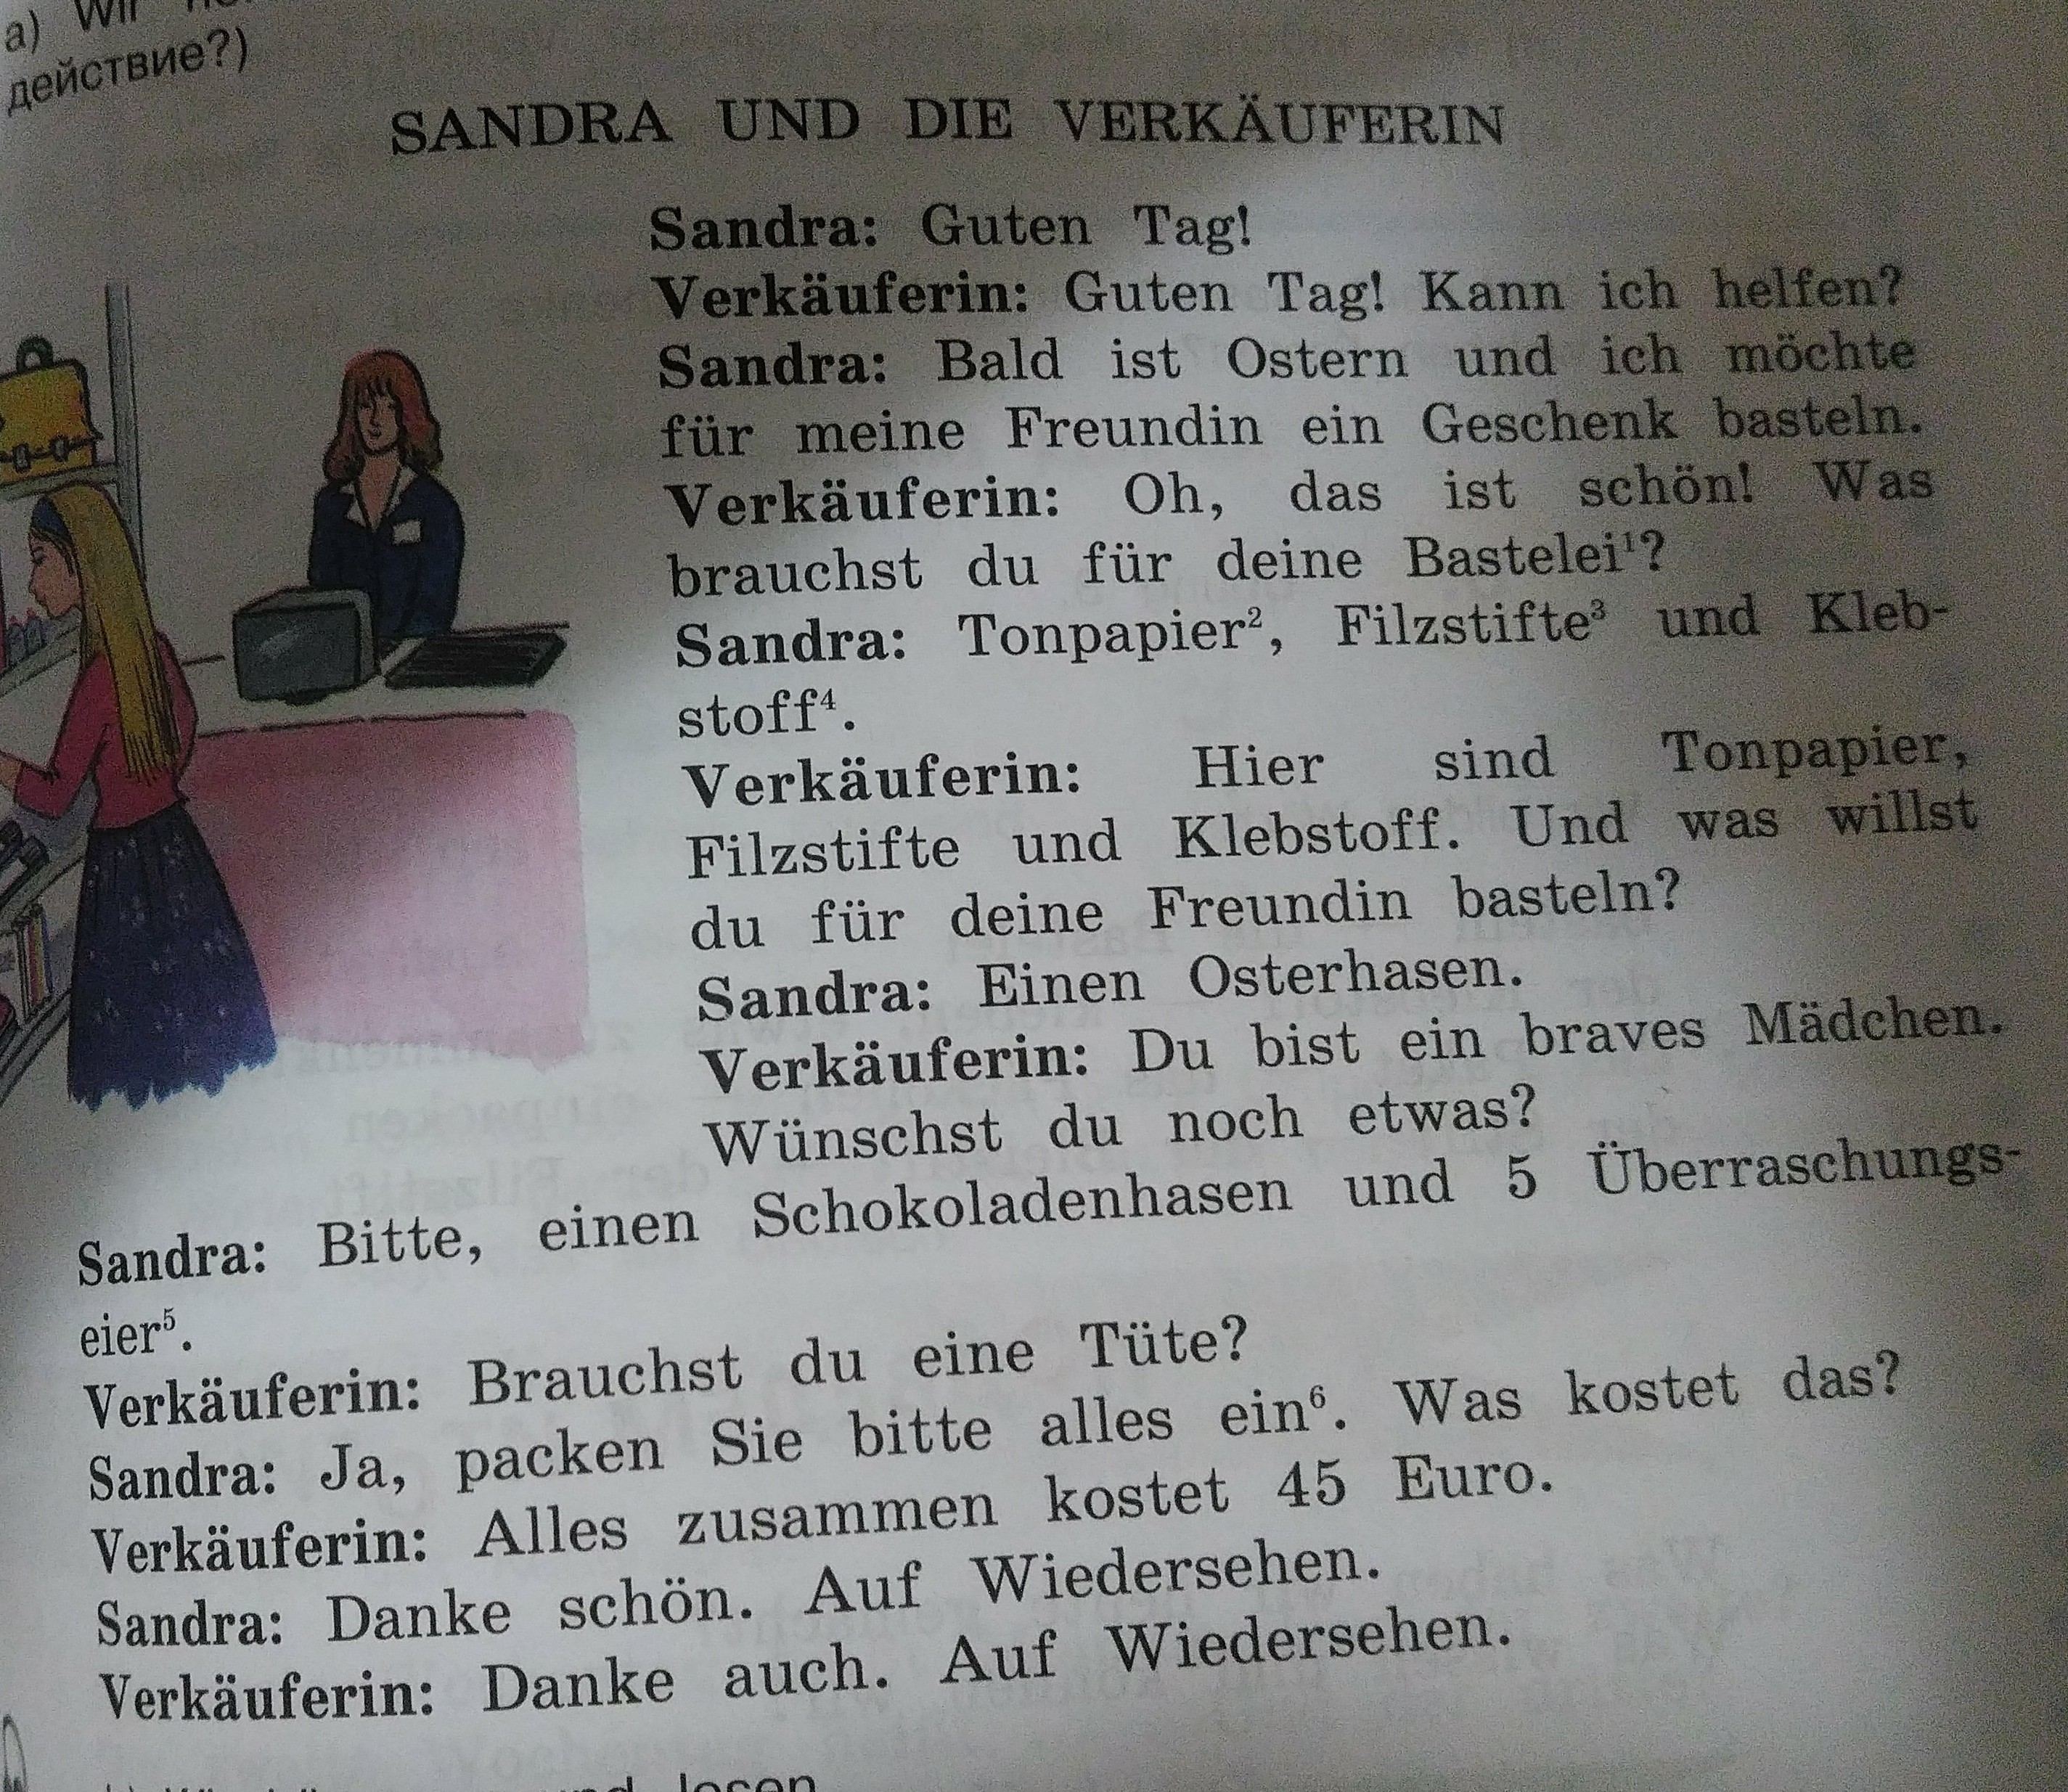 a) Wir
действие?)
SANDRA UND DIE VERKÄUFERIN
Sandra: Guten Tag!
Verkäuferin: Guten Tag! Kann ich helfen?
Sandra: Bald ist Ostern und ich möchte
für meine Freundin ein Geschenk basteln.
Verkäuferin: Oh, das ist schön! Was
brauchst du für deine Bastelei¹?
Sandra: Tonpapier², Filzstifte³ und Kleb-
stoff⁴.
Verkäuferin: Hier sind Tonpapier,
Filzstifte und Klebstoff. Und was willst
du für deine Freundin basteln?
Sandra: Einen Osterhasen.
Verkäuferin: Du bist ein braves Mädchen.
Wünschst du noch etwas?
Sandra: Bitte, einen Schokoladenhasen und 5 Überraschungs-
eier⁵.
Verkäuferin: Brauchst du eine Tüte?
Sandra: Ja, packen Sie bitte alles ein⁶. Was kostet das?
Verkäuferin: Alles zusammen kostet 45 Euro.
Sandra: Danke schön. Auf Wiedersehen.
Verkäuferin: Danke auch. Auf Wiedersehen.